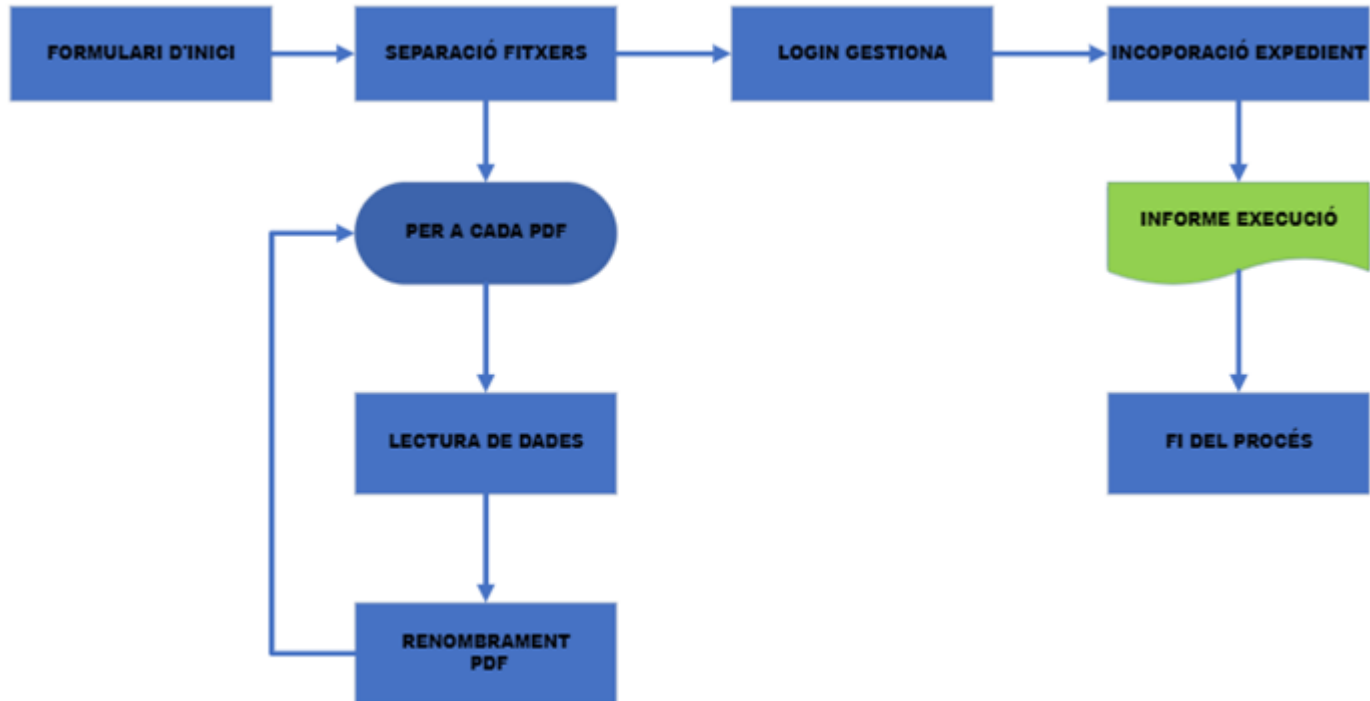 FORMULARI D'INICI
SEPARACIÓ FITXERS
LOGIN GESTIONA
INCOPORACIÓ EXPEDIENT
PER A CADA PDF
INFORME EXECUCIÓ
LECTURA DE DADES
FI DEL PROCÉS
RENOMBRAMENT
PDF